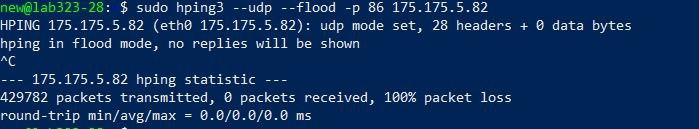 new@lab323-28:~$ sudo hping3 --udp --flood -p 86 175.175.5.82
HPING 175.175.5.82 (eth0 175.175.5.82): udp mode set, 28 headers + 0 data bytes
hping in flood mode, no replies will be shown
^C
--- 175.175.5.82 hping statistic ---
429782 packets transmitted, 0 packets received, 100% packet loss
round-trip min/avg/max = 0.0/0.0/0.0 ms